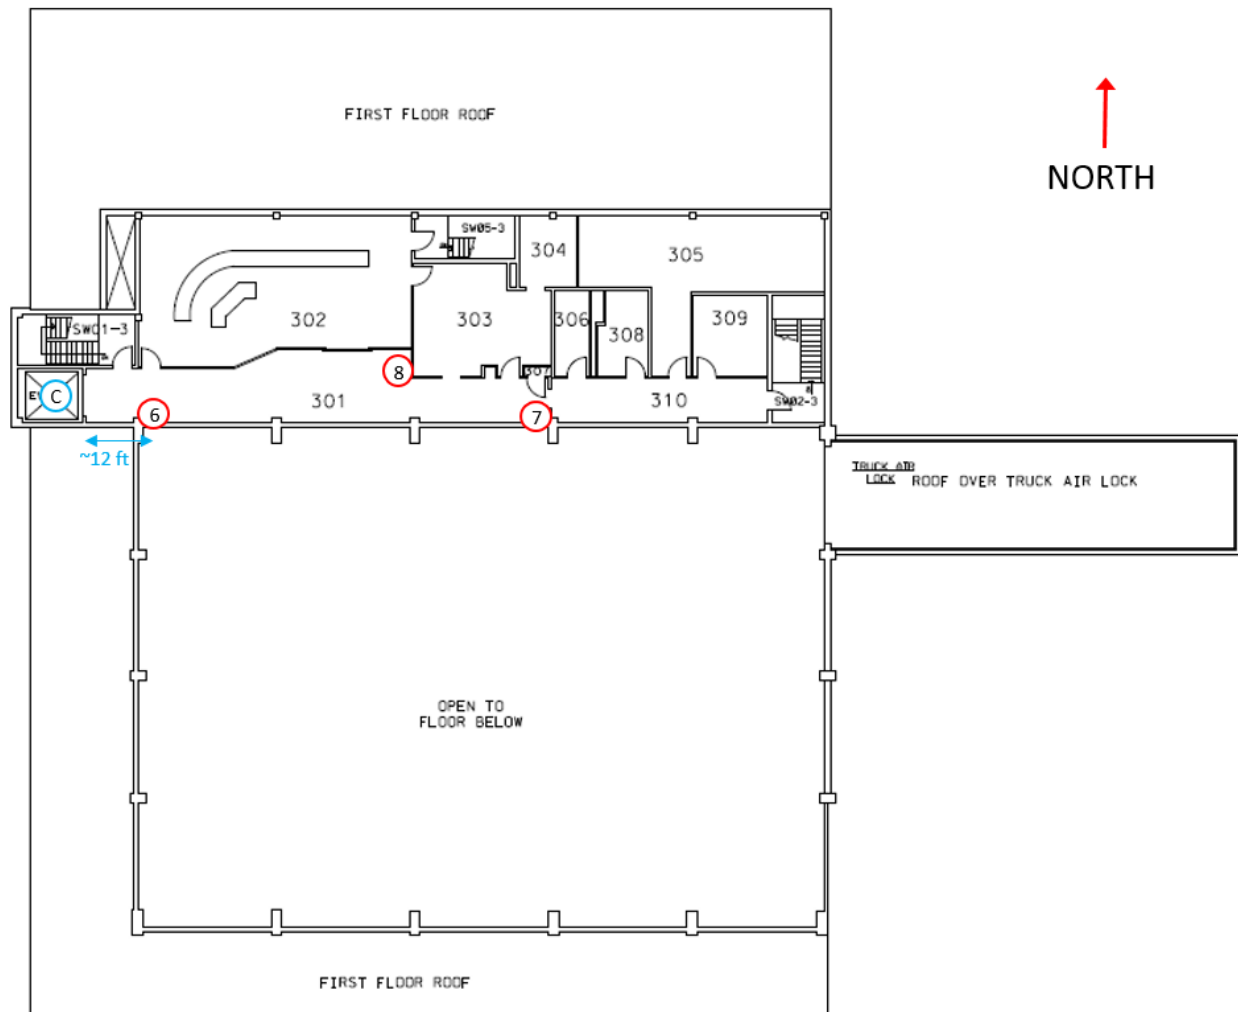 FIRST FLOOR ROOF
NORTH
SW05-3
304
305
SW01-3
302
303
306
308
309
307
8
C
6
301
7
310
SW02-3
~12 ft
TRUCK AIR
LOCK
ROOF OVER TRUCK AIR LOCK
OPEN TO
FLOOR BELOW
FIRST FLOOR ROOF